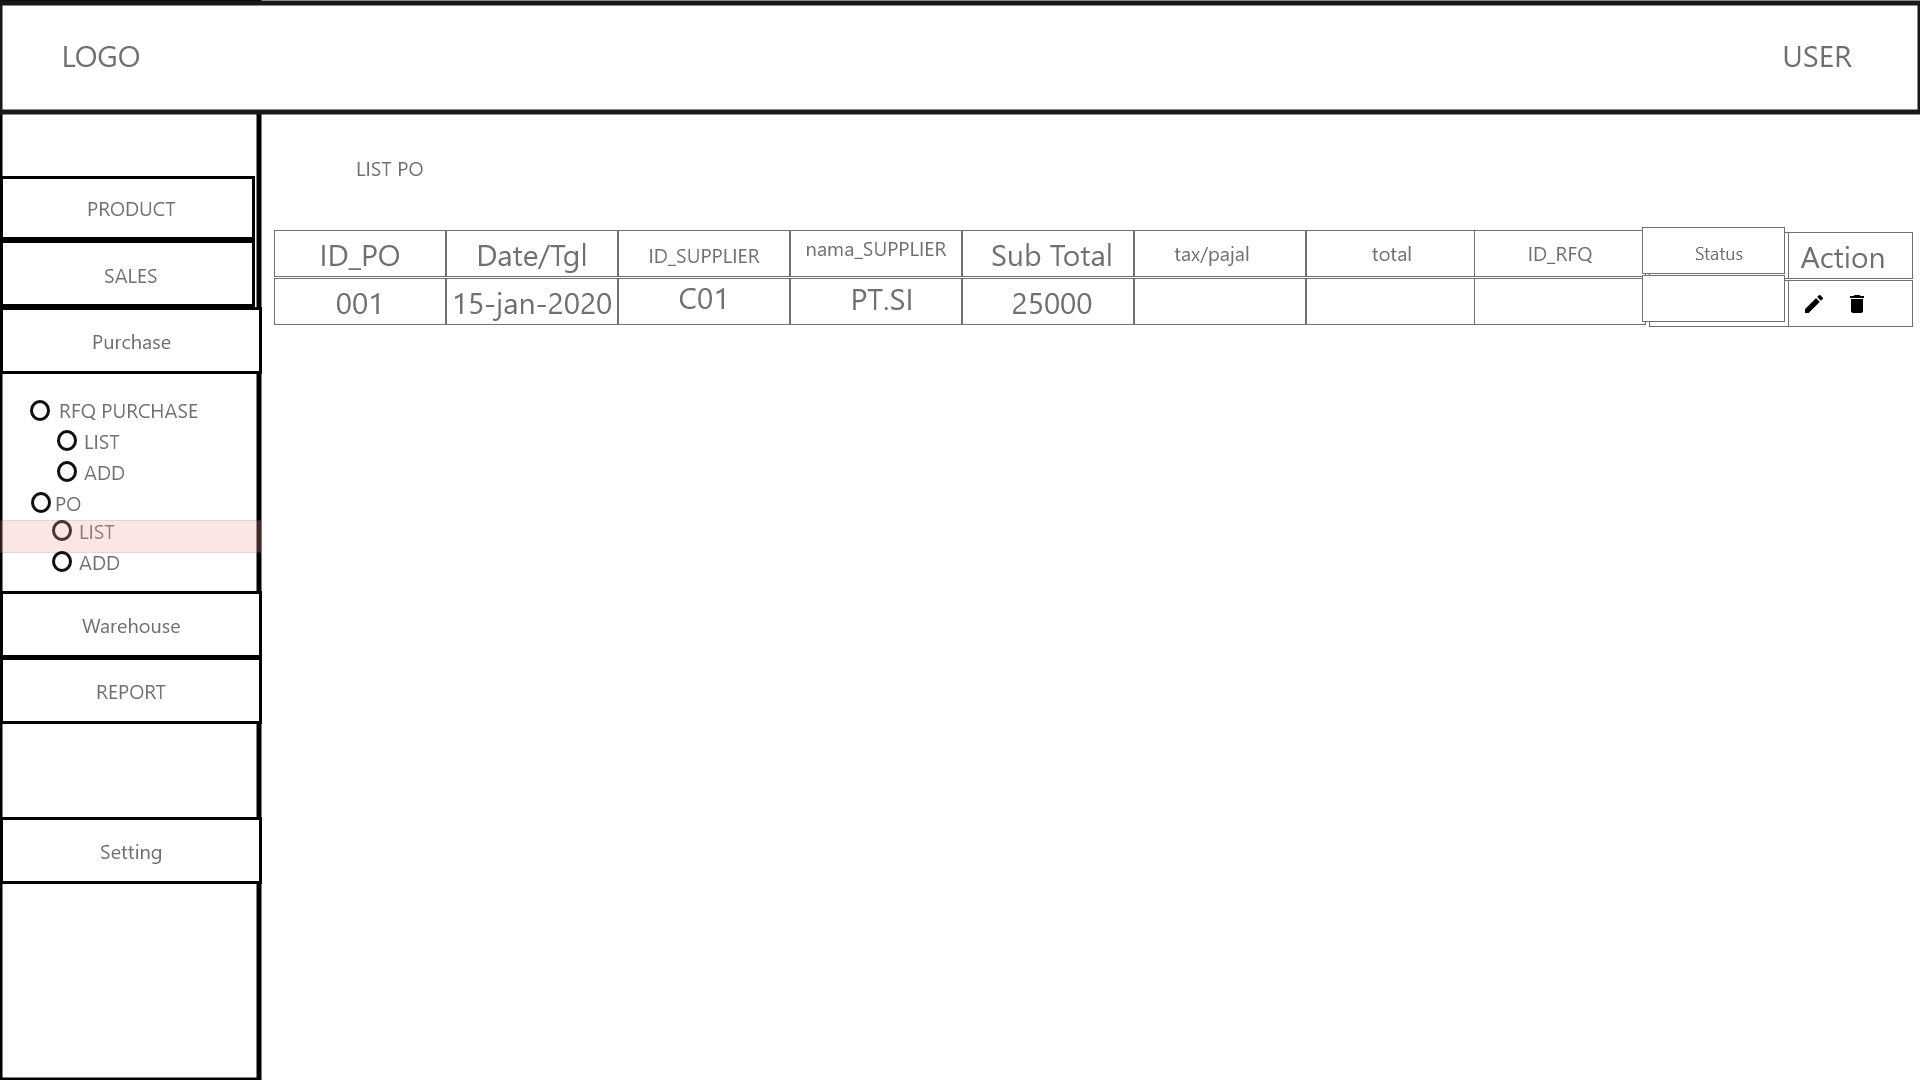 LOGO
USER
PRODUCT
SALES
Purchase
RFQ PURCHASE
LIST
ADD
PO
LIST
ADD
Warehouse
REPORT
Setting
LIST PO
ID_PO Date/Tgl ID_SUPPLIER nama_SUPPLIER Sub Total tax/pajal total ID_RFQ Status Action
001 15-jan-2020 C01 PT.SI 25000